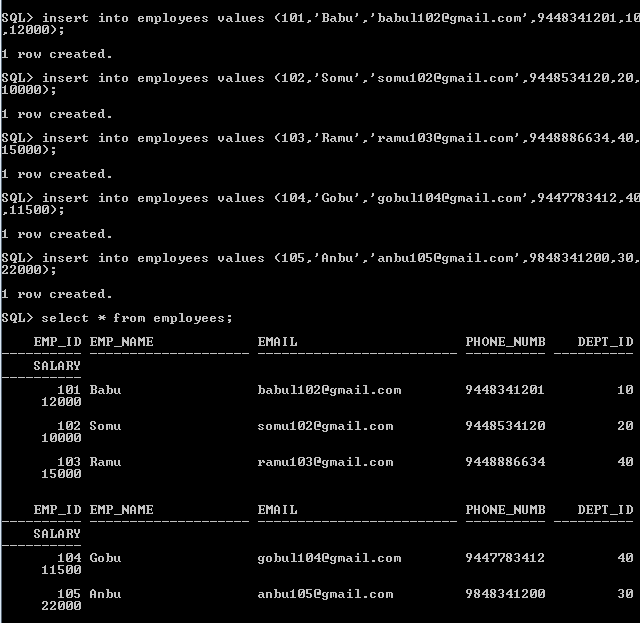 SQL> insert into employees values (101,'Babu','babul102@gmail.com',9448341201,10
,12000);
1 row created.
SQL> insert into employees values (102,'Somu','somu102@gmail.com',9448534120,20,
10000);
1 row created.
SQL> insert into employees values (103,'Ramu','ramu103@gmail.com',9448886634,40,
15000);
1 row created.
SQL> insert into employees values (104,'Gobu','gobul104@gmail.com',9447783412,40
,11500);
1 row created.
SQL> insert into employees values (105,'Anbu','anbu105@gmail.com',9848341200,30,
22000);
1 row created.
SQL> select * from employees;
EMP_ID EMP_NAME EMAIL PHONE_NUMB DEPT_ID
SALARY
101 Babu babul102@gmail.com 9448341201 10
12000
102 Somu somu102@gmail.com 9448534120 20
10000
103 Ramu ramu103@gmail.com 9448886634 40
15000
EMP_ID EMP_NAME EMAIL PHONE_NUMB DEPT_ID
SALARY
104 Gobu gobul104@gmail.com 9447783412 40
11500
105 Anbu anbu105@gmail.com 9848341200 30
22000